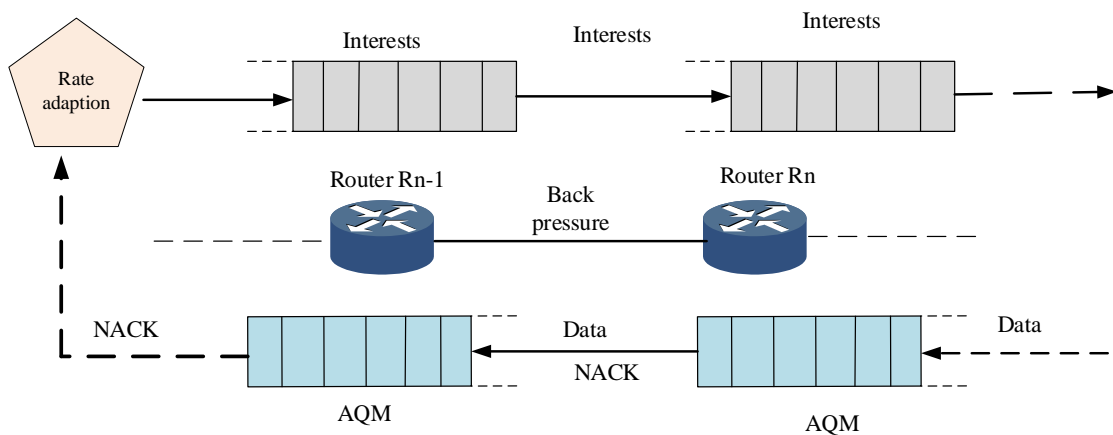 Interests
Interests
Interests
Rate
adaption
Router Rn-1
Back
pressure
Router Rn
NACK
Data
NACK
Data
AQM
AQM